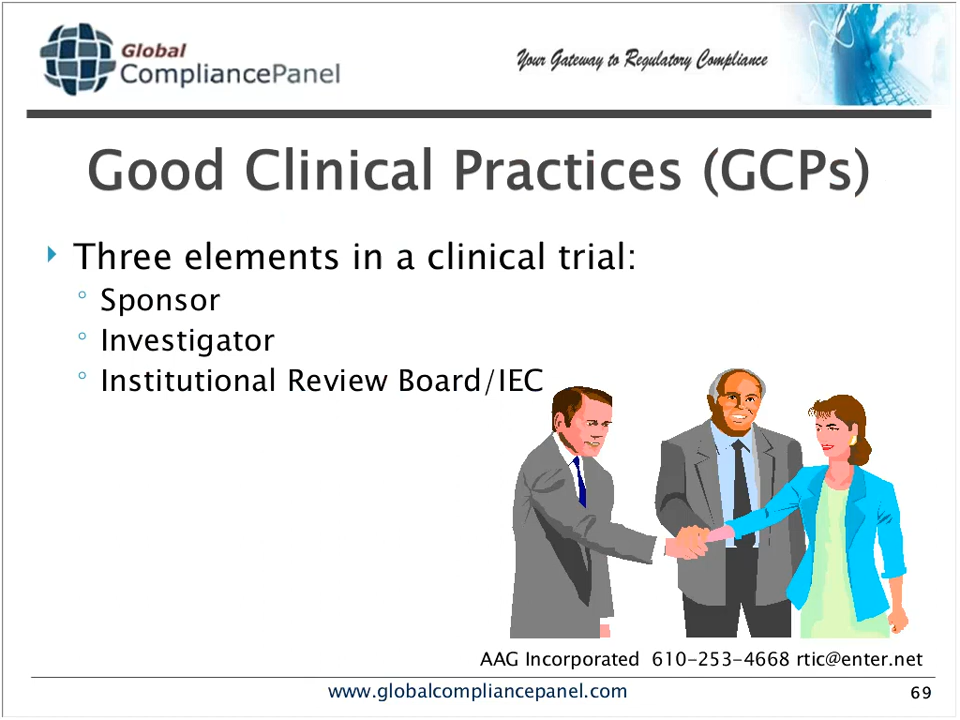 Global
CompliancePanel
Your Gateway to Regulatory Compliance
Good Clinical Practices (GCPs)
Three elements in a clinical trial:
Sponsor
Investigator
Institutional Review Board/IEC
AAG Incorporated 610-253-4668 rtic@enter.net
www.globalcompliancepanel.com
69